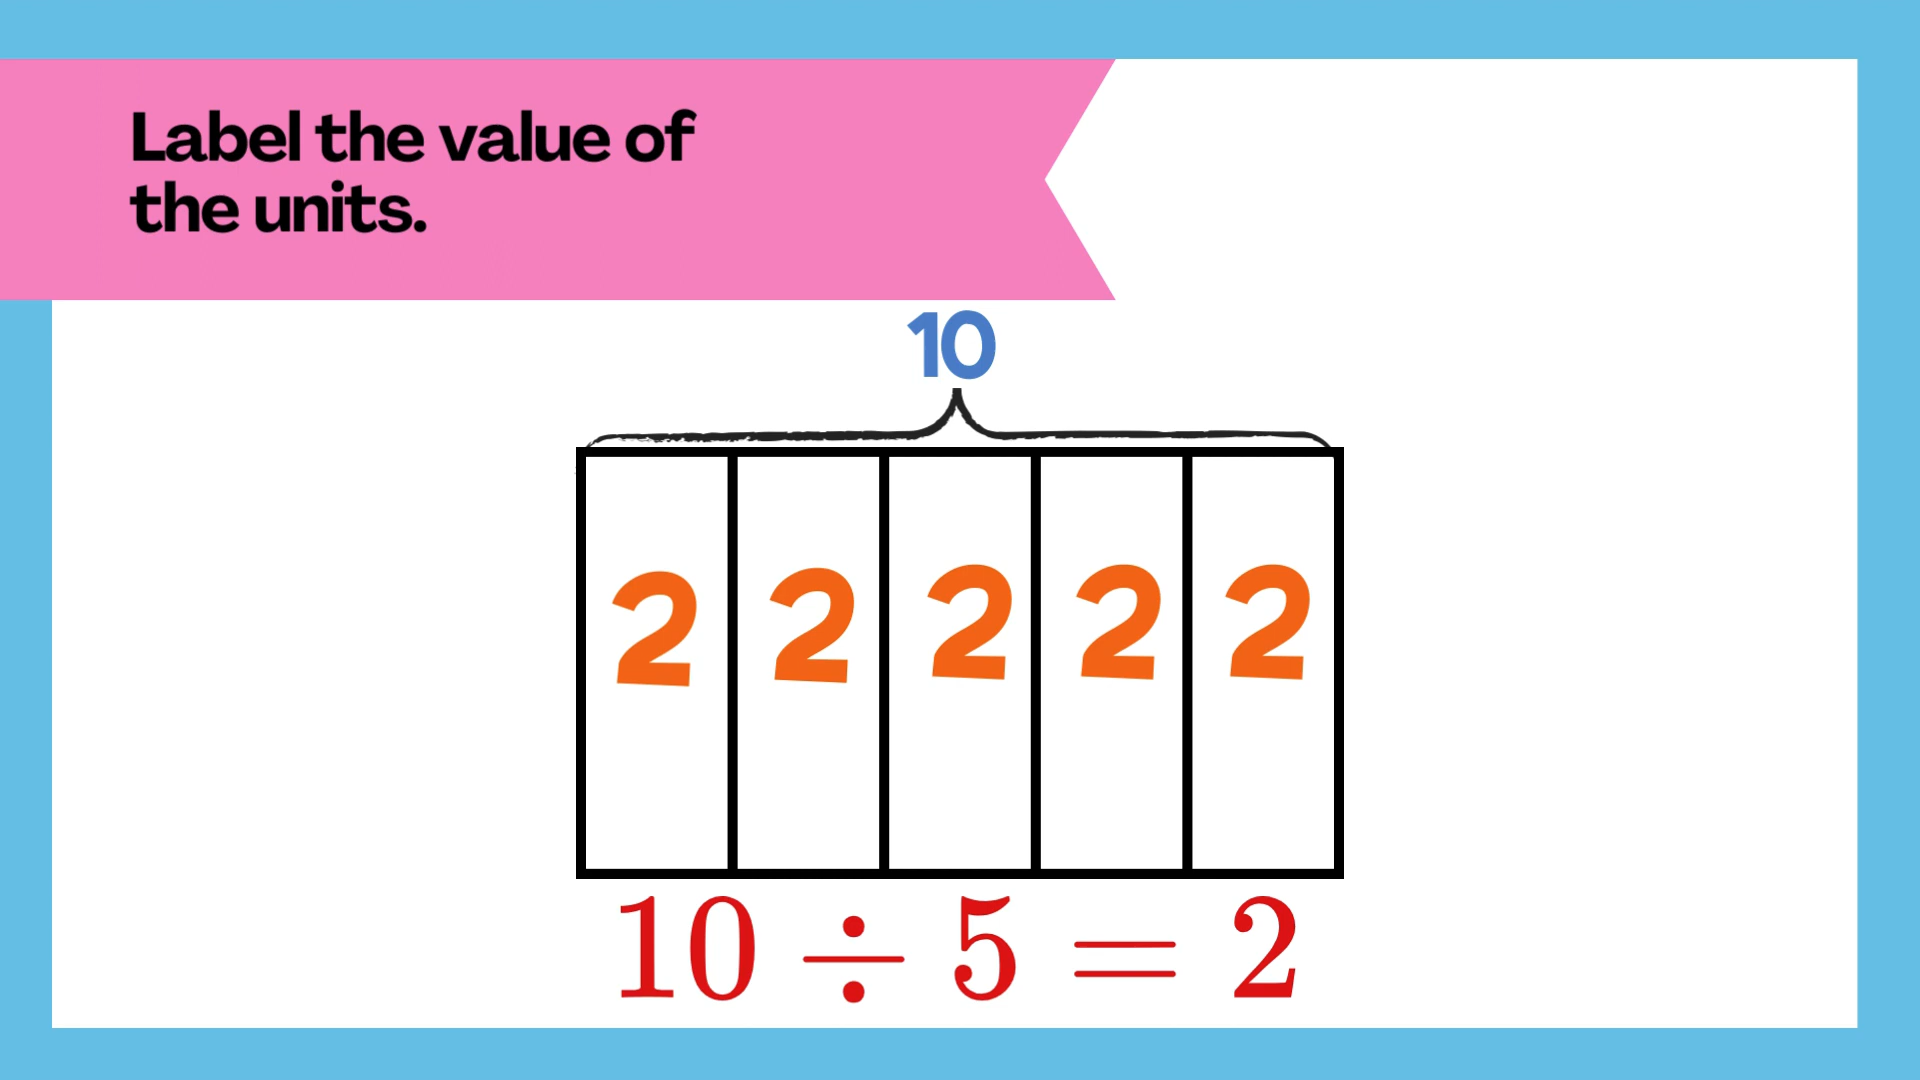 Label the value of
the units.
10
2 2 2 2 2
10 ÷ 5 = 2